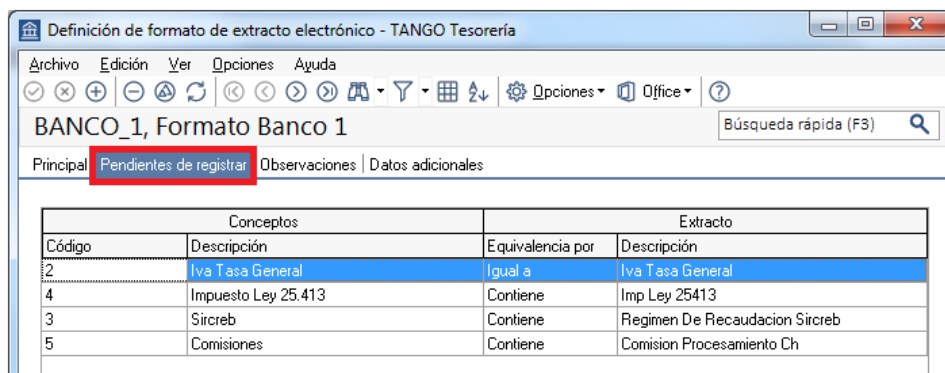 Definición de formato de extracto electrónico - TANGO Tesorería
Archivo Edición Ver Opciones Ayuda
Opciones Office
BANCO_1, Formato Banco 1 Búsqueda rápida (F3)
Principal Pendientes de registrar Observaciones Datos adicionales
Conceptos Extracto
Código Descripción Equivalencia por Descripción
2 Iva Tasa General Igual a Iva Tasa General
4 Impuesto Ley 25.413 Contiene Imp Ley 25413
3 Sircreb Contiene Regimen De Recaudacion Sircreb
5 Comisiones Contiene Comision Procesamiento Ch